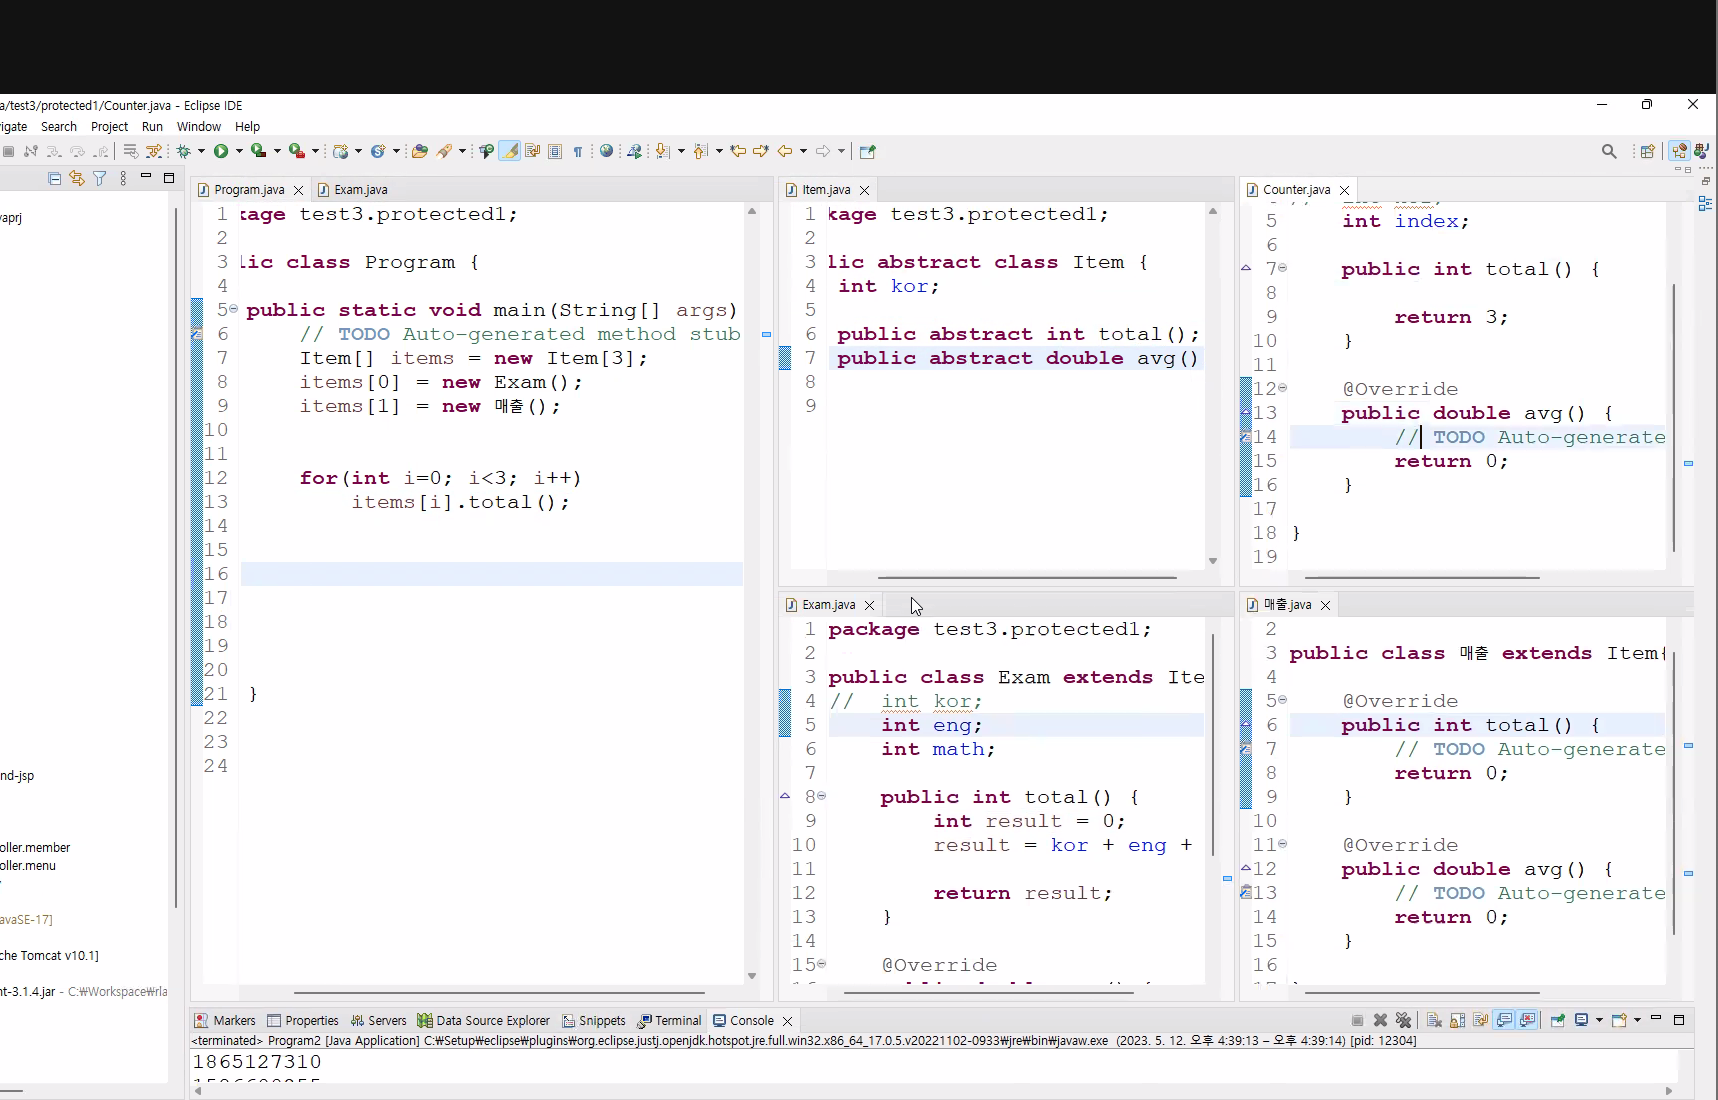 a/test3/protected1/Counter.java - Eclipse IDE
igate Search Project Run Window Help
vaprj
nd-jsp
oller.member
oller.menu
avaSE-17]
che Tomcat v10.1]
nt-3.1.4.jar - C:₩Workspace₩rla
Program.java Exam.java
1 kage test3.protected1;
2
3 lic class Program {
4
5 public static void main(String[] args)
6 // TODO Auto-generated method stub
7 Item[] items = new Item[3];
8 items[0] = new Exam();
9 items[1] = new 매출();
10
11
12 for(int i=0; i<3; i++)
13 items[i].total();
14
15
16
17
18
19
20
21 }
22
23
24
Item.java
1 kage test3.protected1;
2
3 lic abstract class Item {
4 int kor;
5
6 public abstract int total();
7 public abstract double avg()
8
9
Counter.java
5 int index;
6
7 public int total() {
8
9 return 3;
10 }
11
12 @Override
13 public double avg() {
14 // TODO Auto-generate
15 return 0;
16 }
17
18 }
19
Exam.java
1 package test3.protected1;
2
3 public class Exam extends Ite
4 // int kor;
5 int eng;
6 int math;
7
8 public int total() {
9 int result = 0;
10 result = kor + eng +
11
12 return result;
13 }
14
15 @Override
매출.java
2
3 public class 매출 extends Item{
4
5 @Override
6 public int total() {
7 // TODO Auto-generate
8 return 0;
9 }
10
11 @Override
12 public double avg() {
13 // TODO Auto-generate
14 return 0;
15 }
16
Markers Properties Servers Data Source Explorer Snippets Terminal Console
<terminated> Program2 [Java Application] C:₩Setup₩eclipse₩plugins₩org.eclipse.justj.openjdk.hotspot.jre.full.win32.x86_64_17.0.5.v20221102-0933₩jre₩bin₩javaw.exe (2023. 5. 12. 오후 4:39:13 – 오후 4:39:14) [pid: 12304]
1865127310